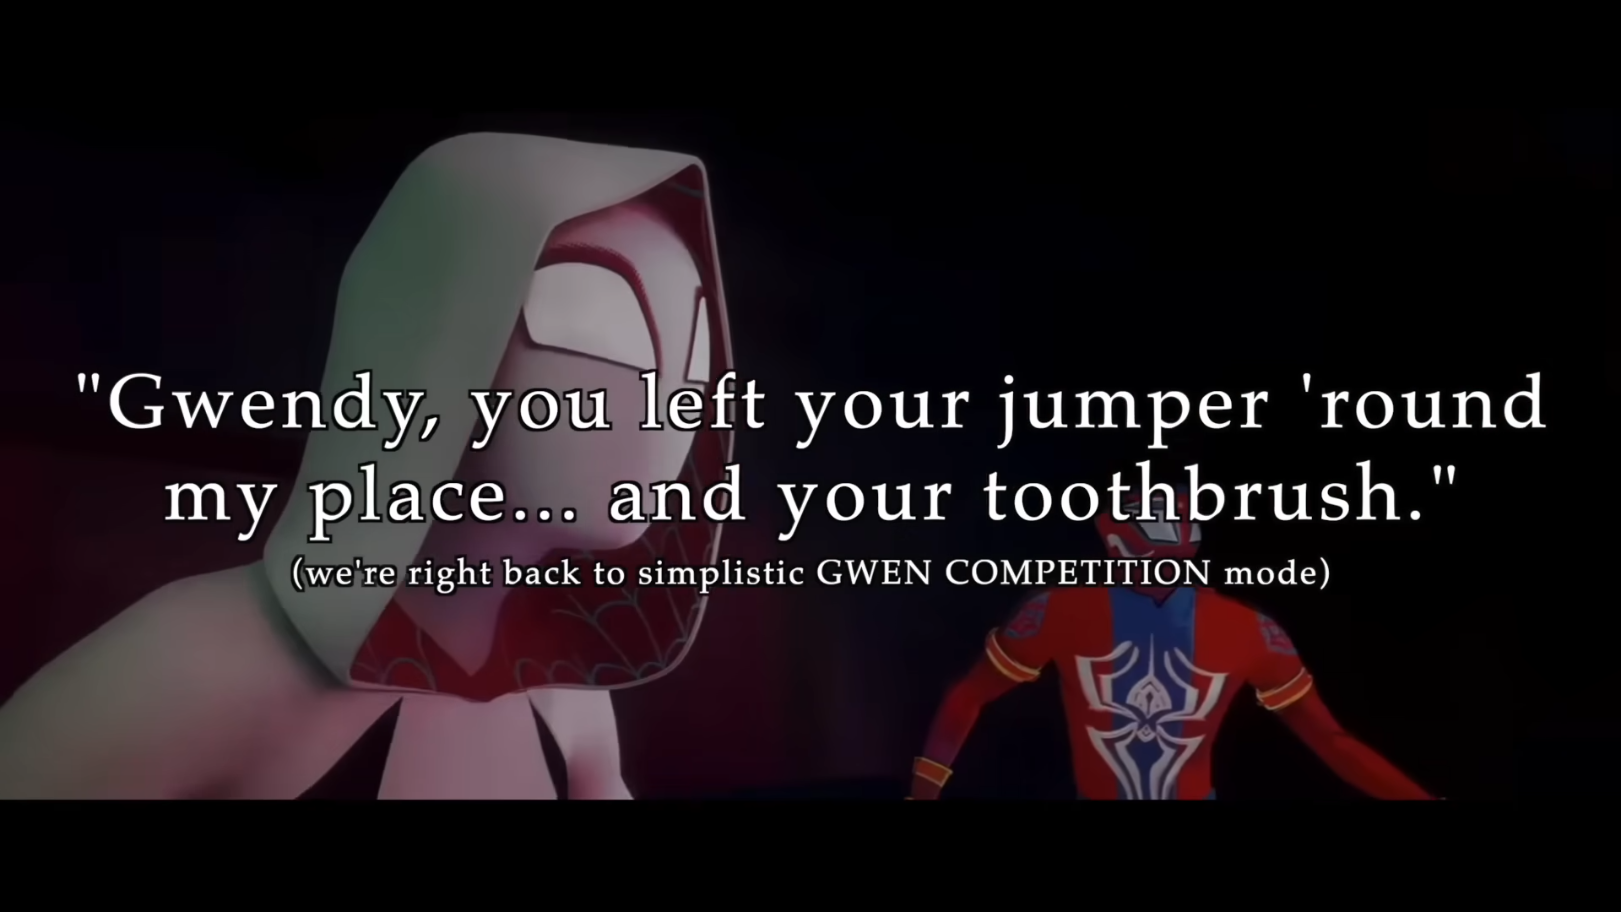 "Gwendy, you left your jumper 'round
my place... and your toothbrush."
(we're right back to simplistic GWEN COMPETITION mode)